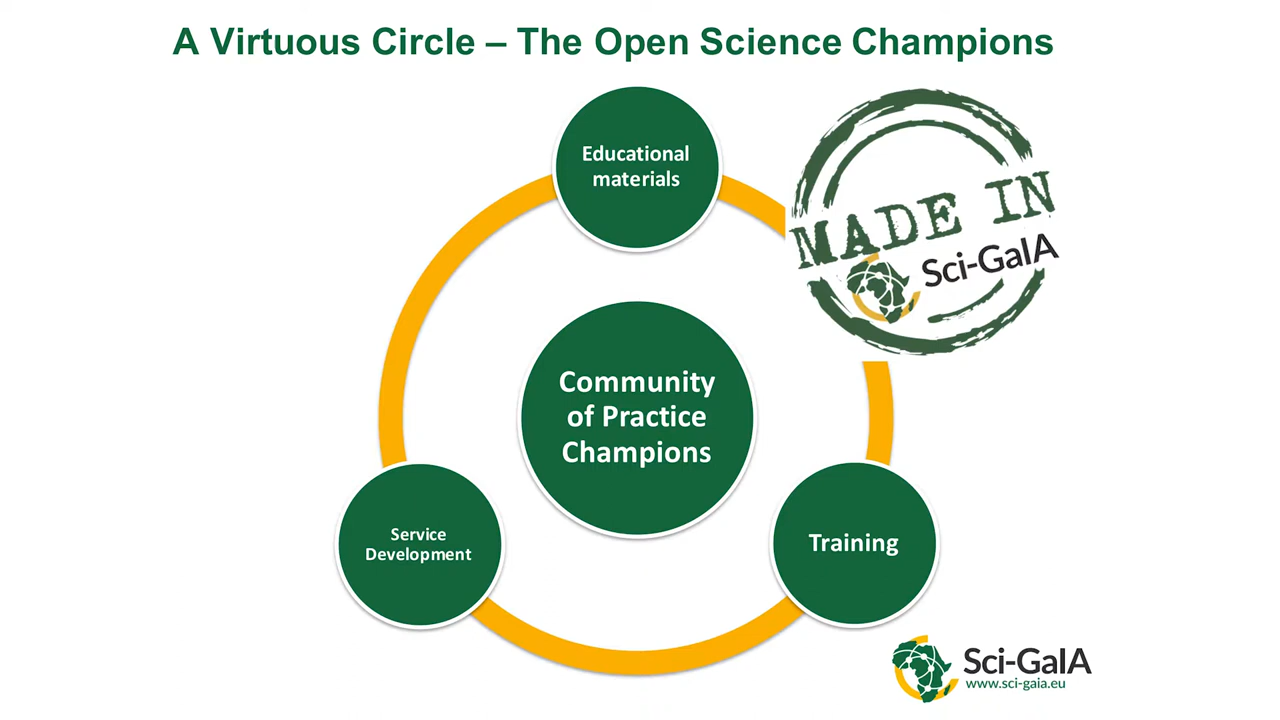 A Virtuous Circle – The Open Science Champions
Educational
materials
MADE IN
Sci-GaIA
Community
of Practice
Champions
Service
Development
Training
Sci-GaIA
www.sci-gaia.eu